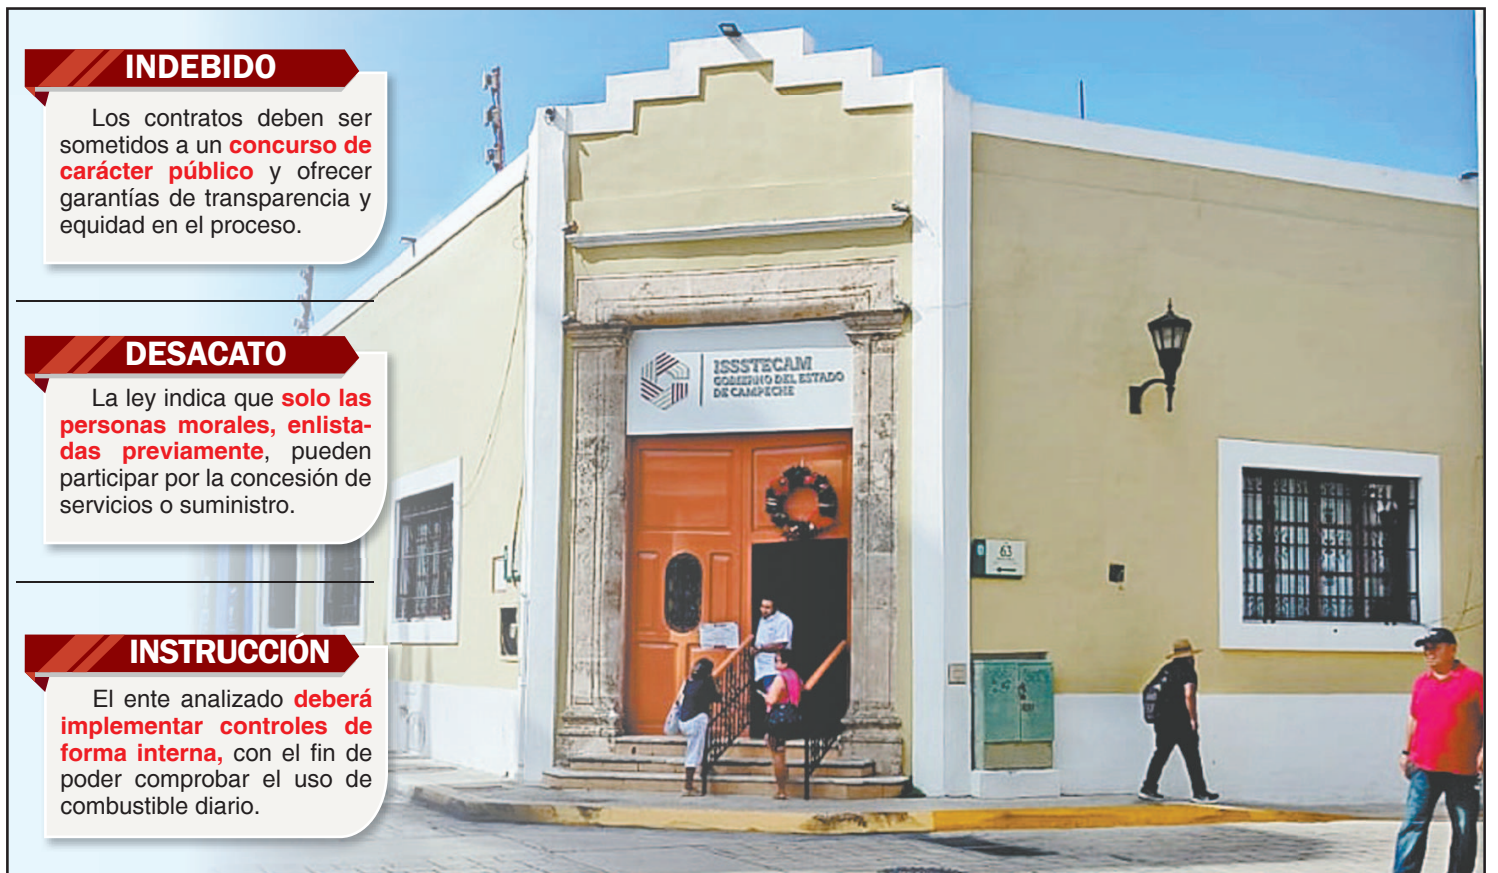 INDEBIDO
Los contratos deben ser
sometidos a un concurso de
carácter público y ofrecer
garantías de transparencia y
equidad en el proceso.
DESACATO
La ley indica que solo las
personas morales, enlista-
das previamente, pueden
participar por la concesión de
servicios o suministro.
INSTRUCCIÓN
El ente analizado deberá
implementar controles de
forma interna, con el fin de
poder comprobar el uso de
combustible diario.
ISSSTECAM
GOBIERNO DEL ESTADO
DE CAMPECHE
63